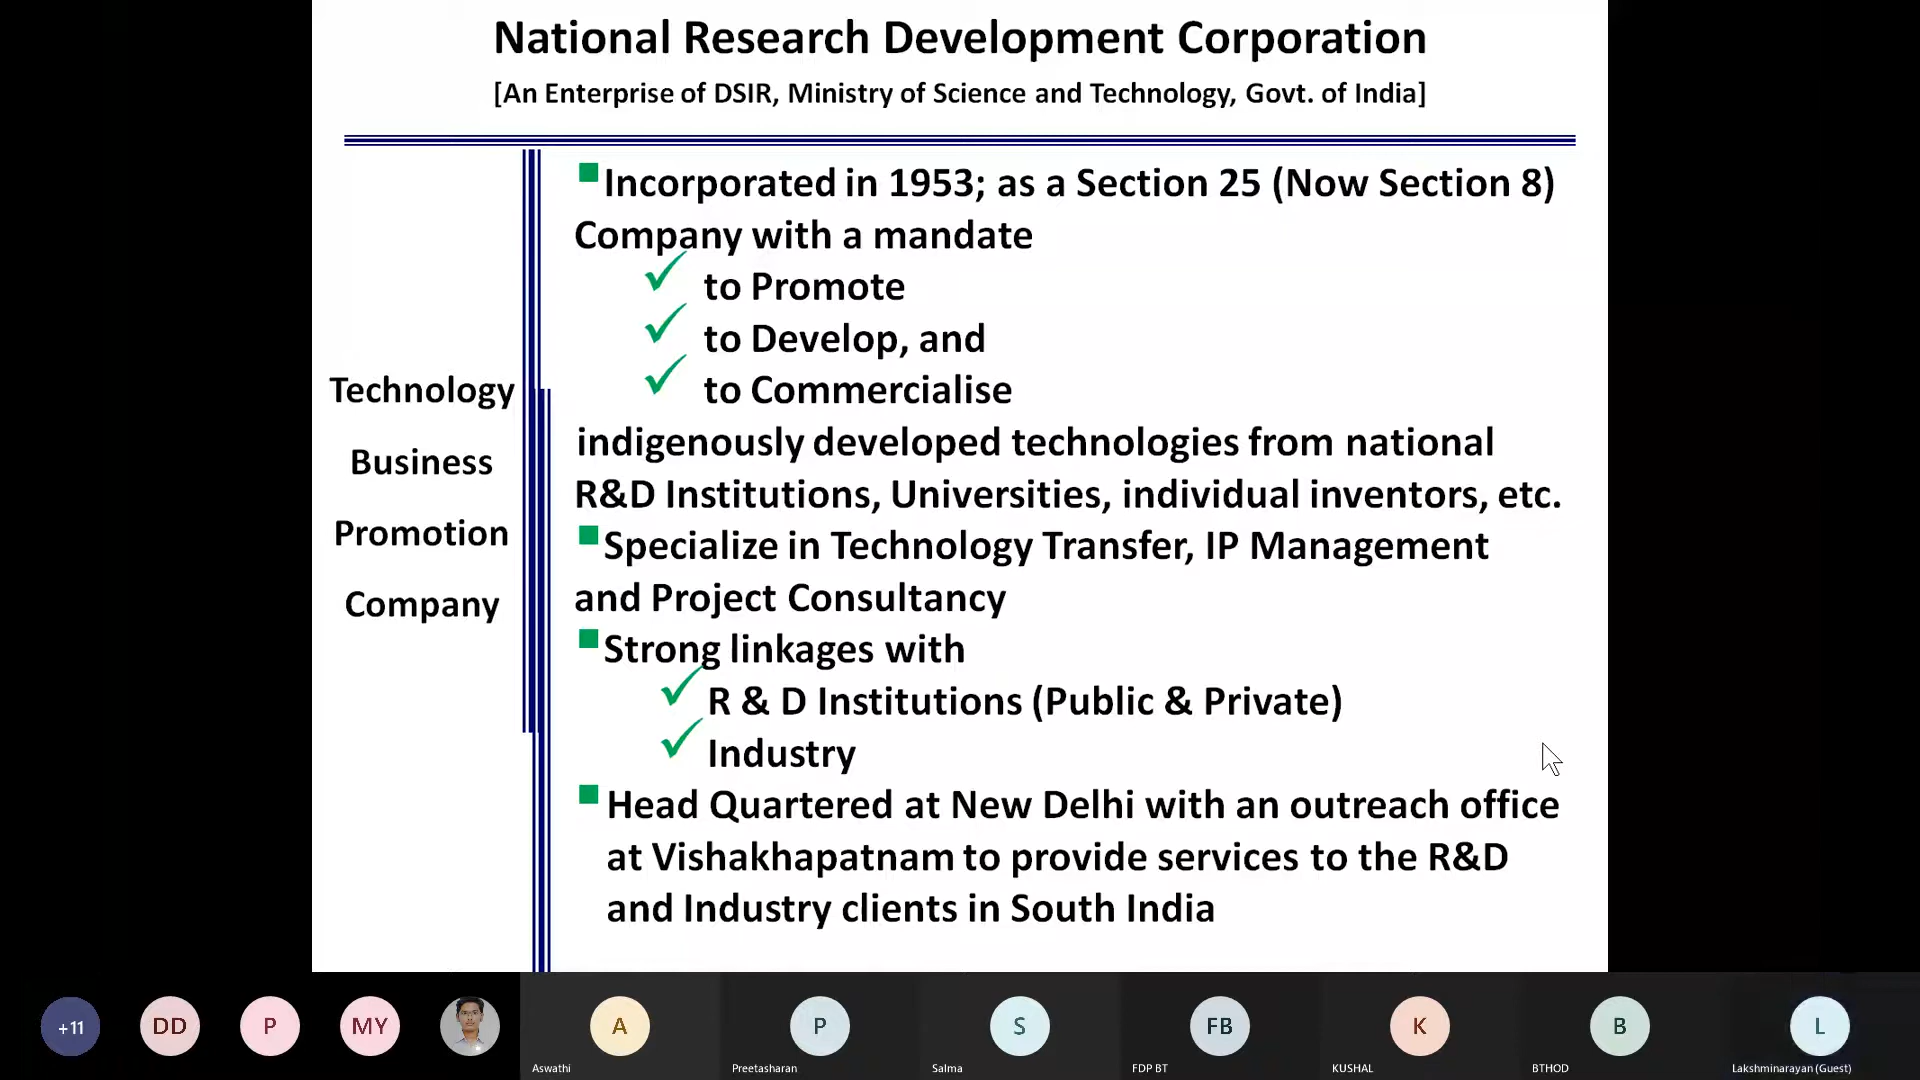 National Research Development Corporation
[An Enterprise of DSIR, Ministry of Science and Technology, Govt. of India]
Technology
Business
Promotion
Company
Incorporated in 1953; as a Section 25 (Now Section 8)
Company with a mandate
to Promote
to Develop, and
to Commercialise
indigenously developed technologies from national
R&D Institutions, Universities, individual inventors, etc.
Specialize in Technology Transfer, IP Management
and Project Consultancy
Strong linkages with
R & D Institutions (Public & Private)
Industry
Head Quartered at New Delhi with an outreach office
at Vishakhapatnam to provide services to the R&D
and Industry clients in South India
+11
DD
P
MY
A
P
S
FB
K
B
L
Aswathi
Preetasharan
Salma
FDP BT
KUSHAL
BTHOD
Lakshminarayan (Guest)